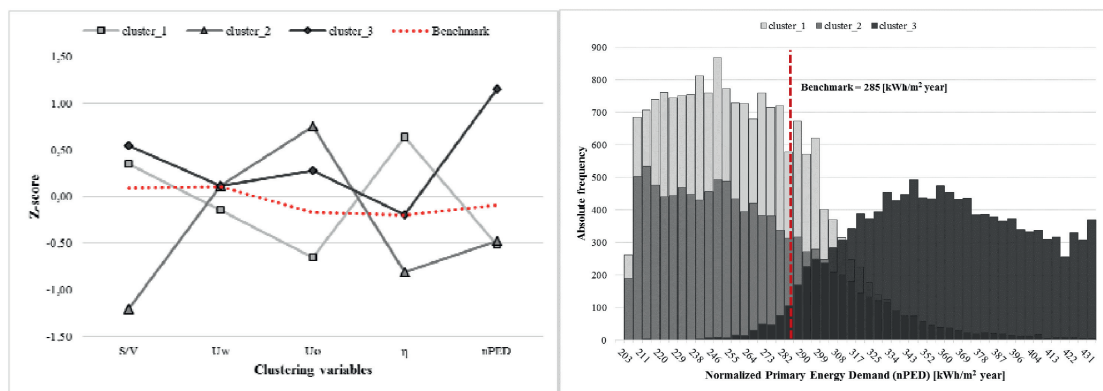 cluster_1 cluster_2 cluster_3 Benchmark
1,50
1,00
0,50
0,00
-0,50
-1,00
-1,50
Z-score
S/V Uw Uo η nPED
Clustering variables
cluster_1 cluster_2 cluster_3
900
800
700
600
500
400
300
200
100
0
Absolute frequency
Benchmark = 285 [kWh/m² year]
203 211 220 229 238 246 255 264 273 282 290 299 308 317 325 334 343 352 360 369 378 387 396 404 413 422 431
Normalized Primary Energy Demand (nPED) [kWh/m² year]